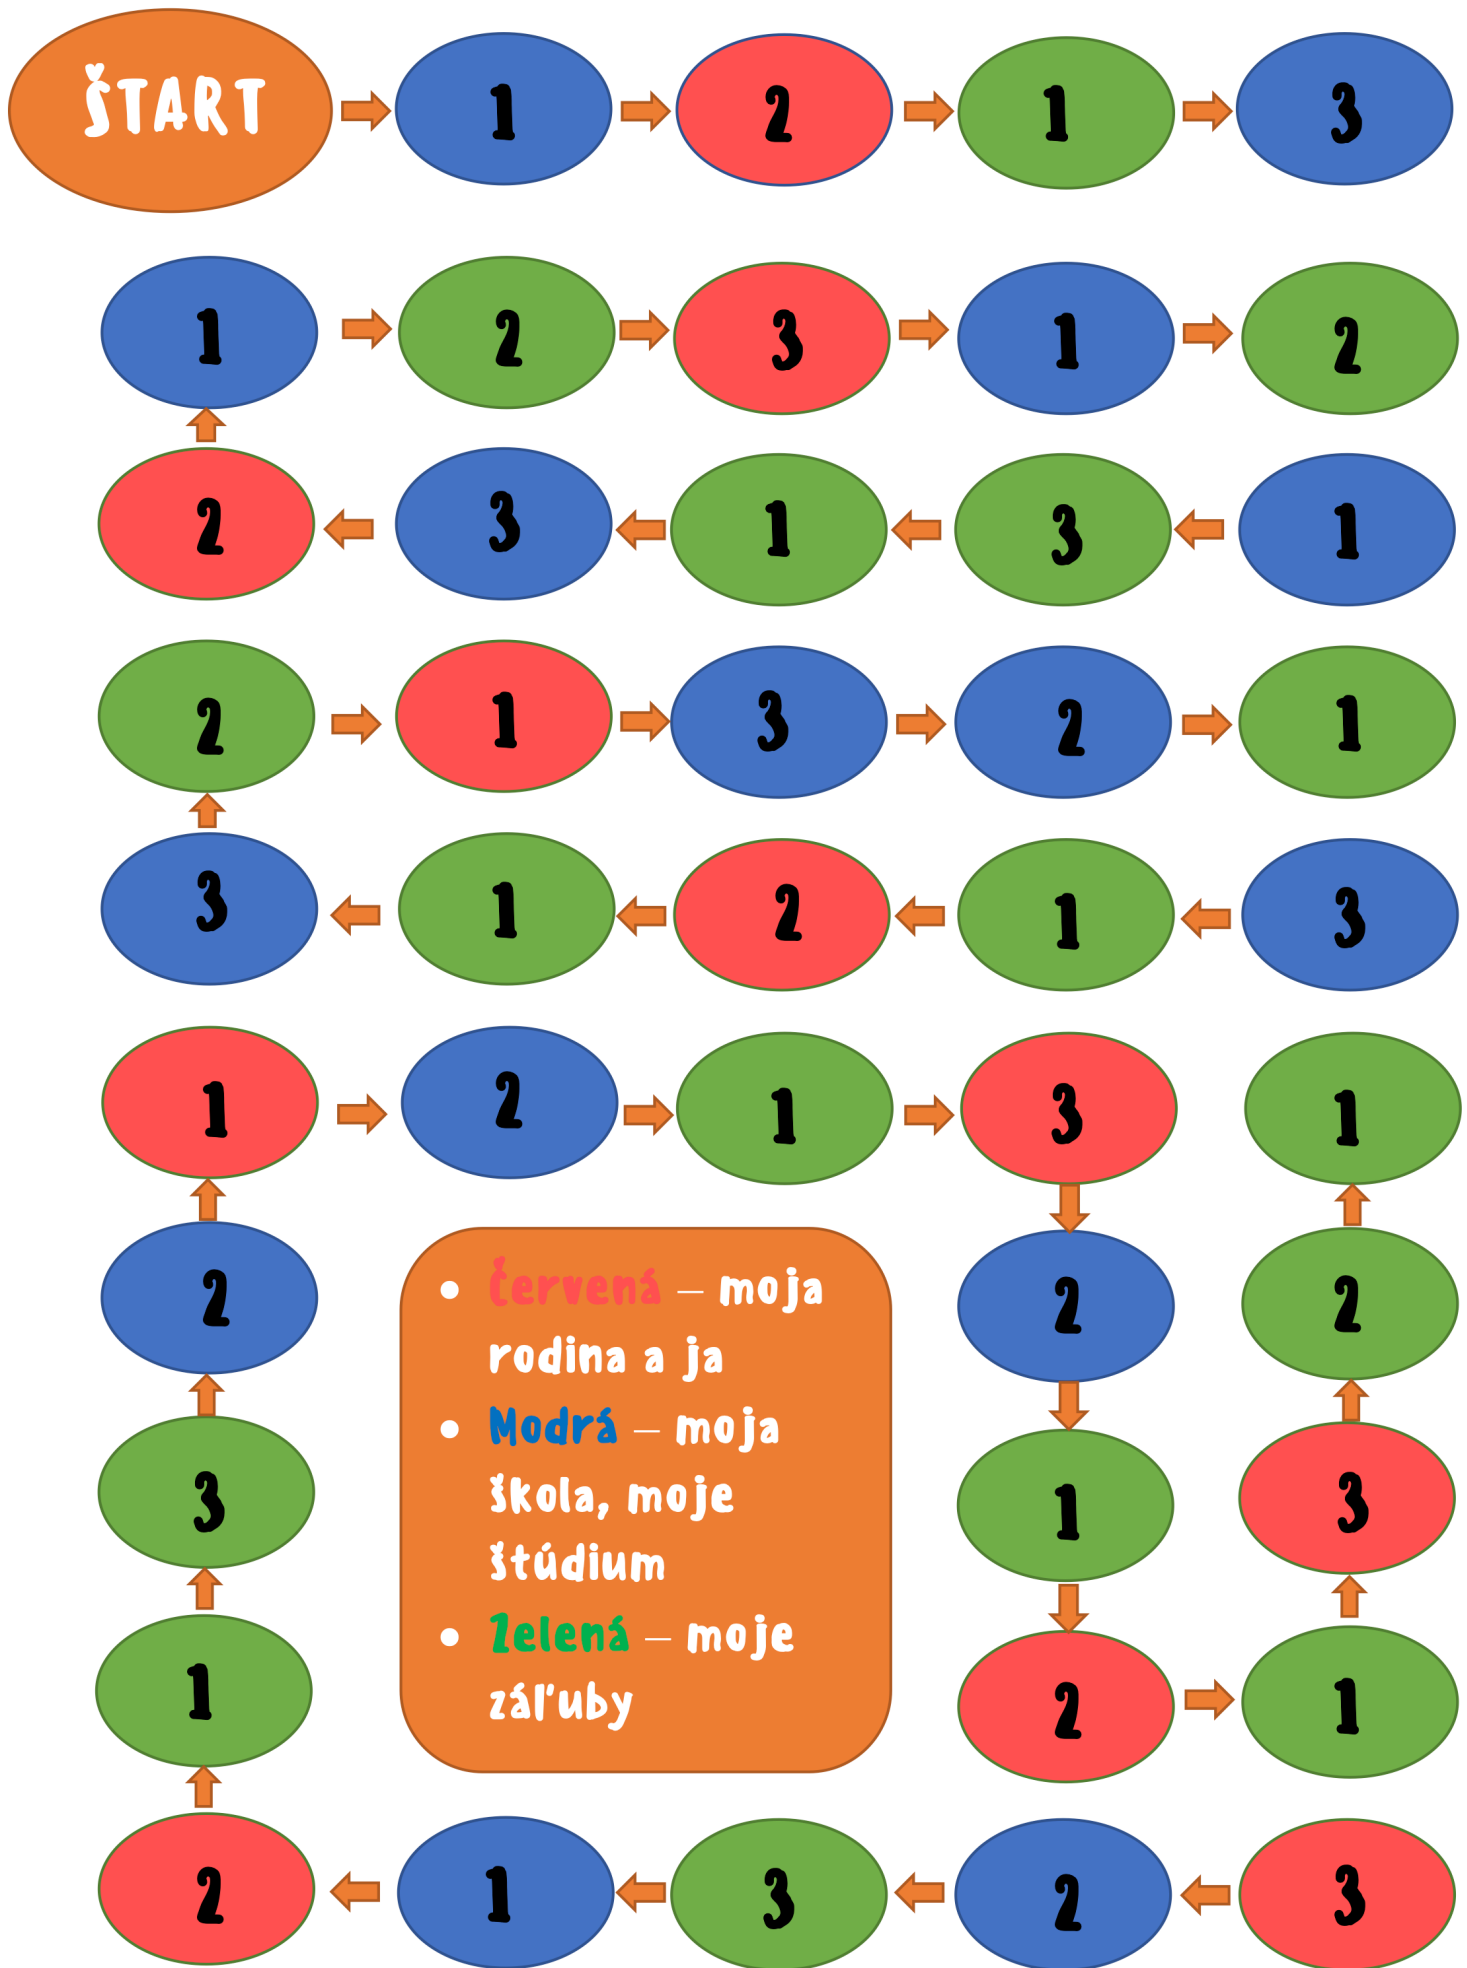 ŠTART 1 2 1 3
1 2 3 1 2
2 3 1 3 1
2 1 3 2 1
3 1 2 1 3
1 2 1 3 1
2 2 2
3 1 3
1 2 1
2 1 3 2 3
• Červená – moja
rodina a ja
• Modrá – moja
škola, moje
štúdium
• Zelená – moje
záľuby